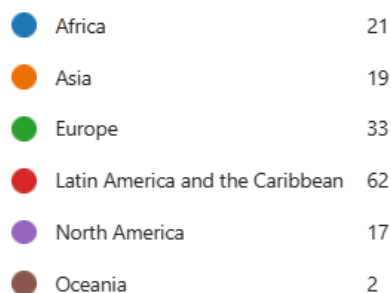 Africa 21
Asia 19
Europe 33
Latin America and the Caribbean 62
North America 17
Oceania 2